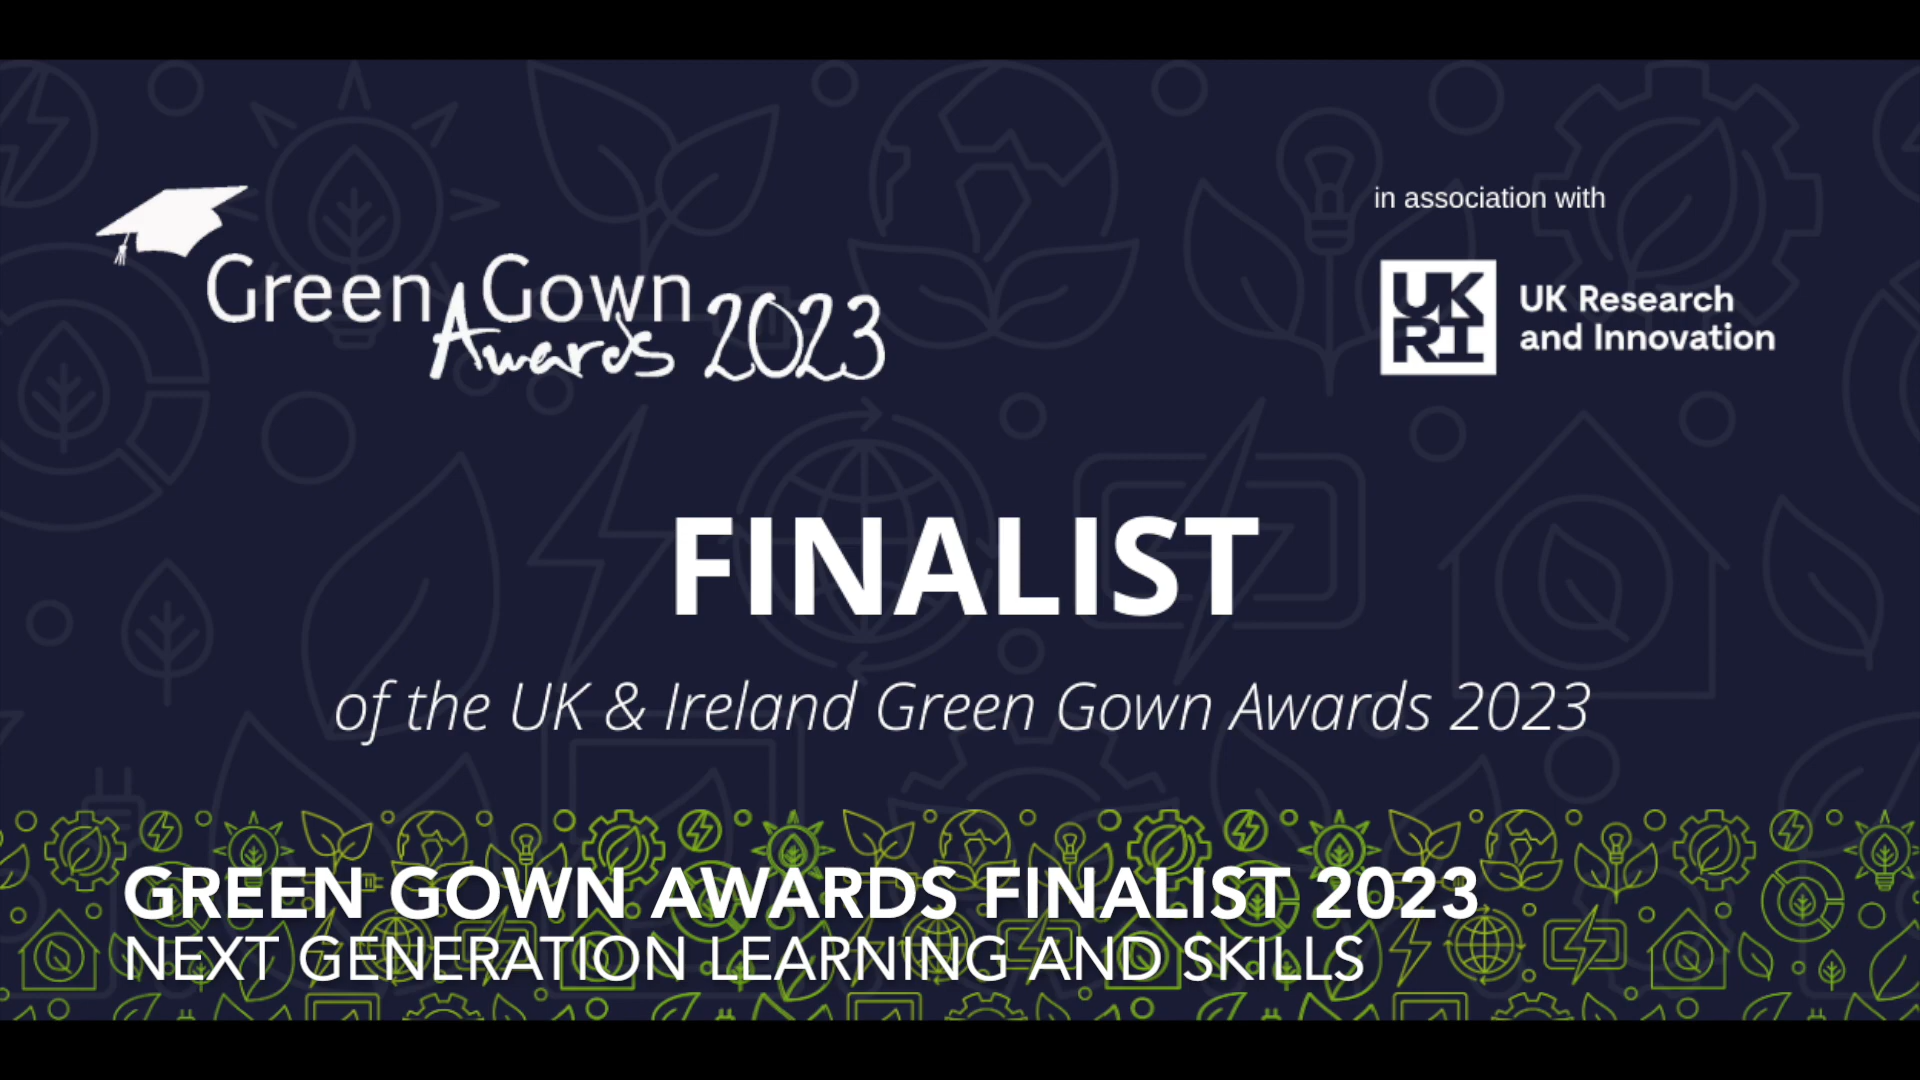 Green Gown
Awards 2023
in association with
UK
RI
UK Research
and Innovation
FINALIST
of the UK & Ireland Green Gown Awards 2023
GREEN GOWN AWARDS FINALIST 2023
NEXT GENERATION LEARNING AND SKILLS